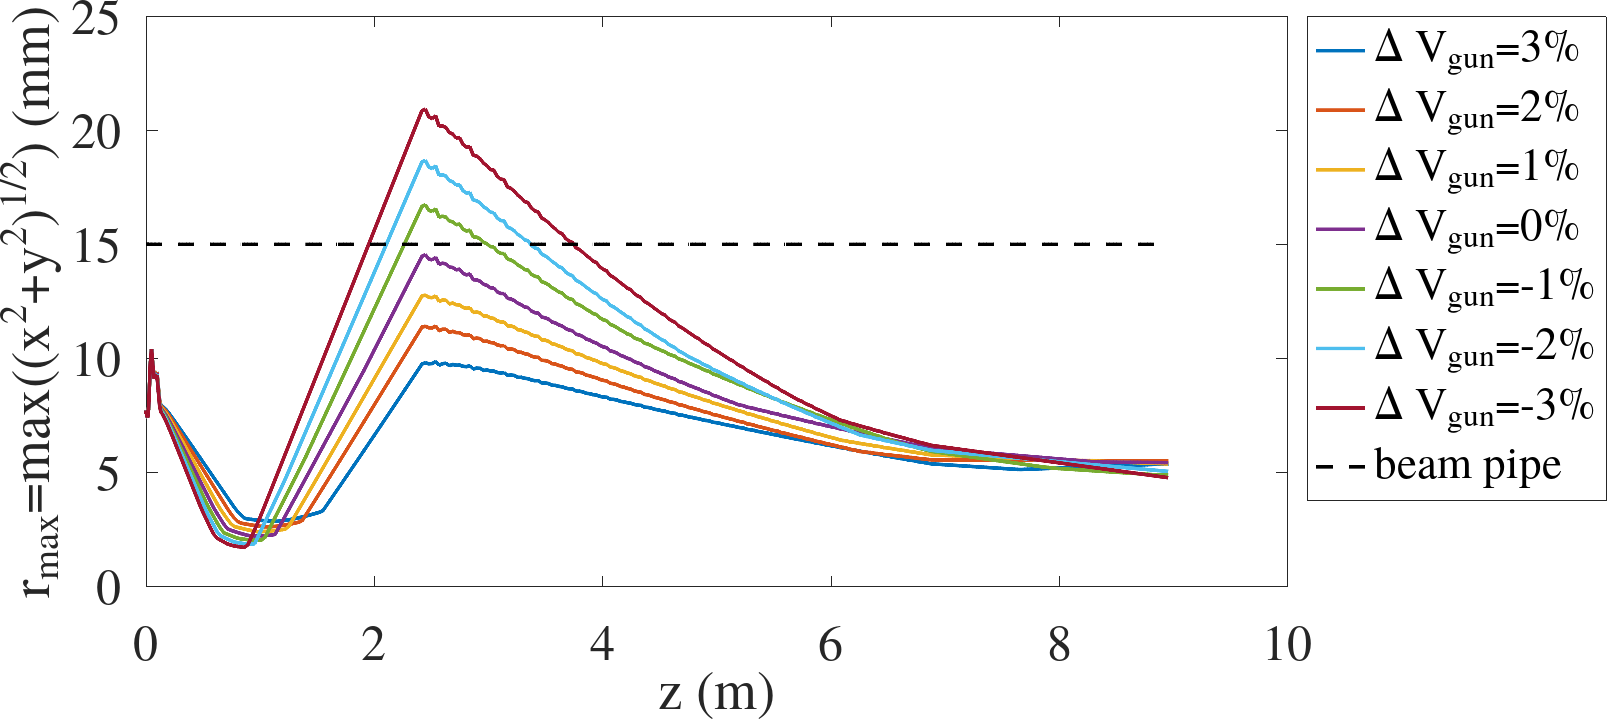 r_max=max((x^2+y^2)^1/2) (mm)
25
20
15
10
5
0
0 2 4 6 8 10
z (m)
Δ V_gun=3%
Δ V_gun=2%
Δ V_gun=1%
Δ V_gun=0%
Δ V_gun=-1%
Δ V_gun=-2%
Δ V_gun=-3%
beam pipe